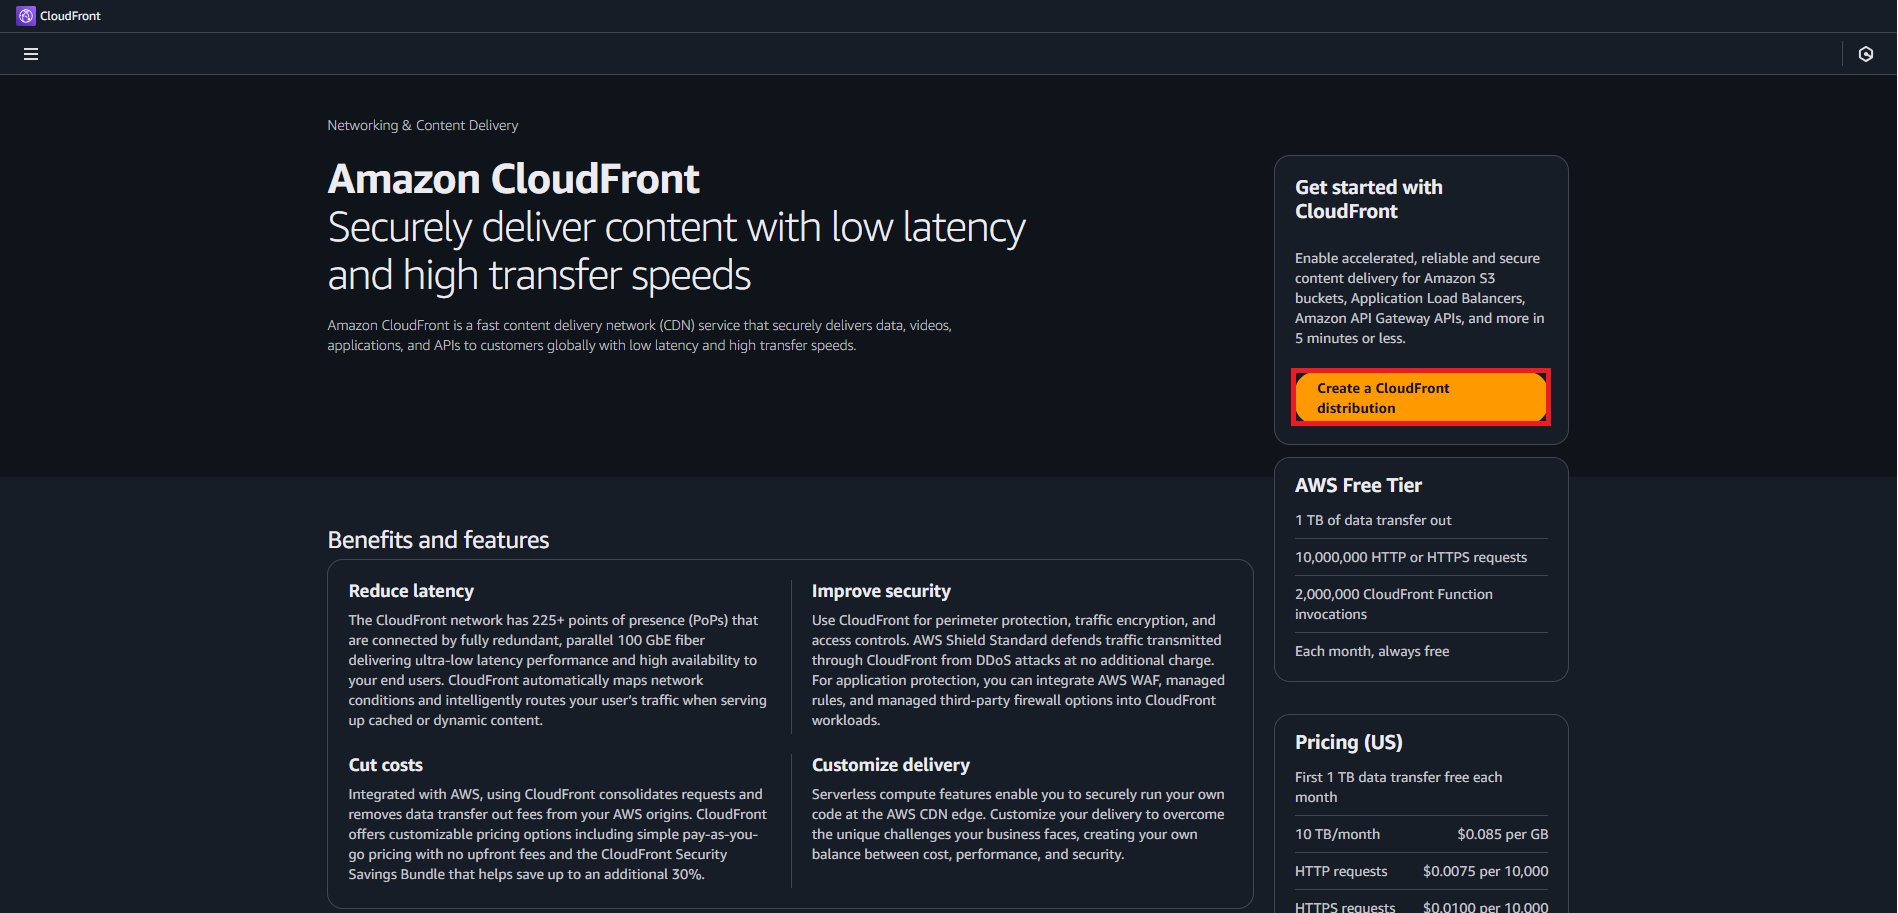 CloudFront
Networking & Content Delivery
Amazon CloudFront
Securely deliver content with low latency
and high transfer speeds
Amazon CloudFront is a fast content delivery network (CDN) service that securely delivers data, videos,
applications, and APIs to customers globally with low latency and high transfer speeds.
Get started with
CloudFront
Enable accelerated, reliable and secure
content delivery for Amazon S3
buckets, Application Load Balancers,
Amazon API Gateway APIs, and more in
5 minutes or less.
Create a CloudFront
distribution
AWS Free Tier
1 TB of data transfer out
10,000,000 HTTP or HTTPS requests
2,000,000 CloudFront Function
invocations
Each month, always free
Benefits and features
Reduce latency
The CloudFront network has 225+ points of presence (PoPs) that
are connected by fully redundant, parallel 100 GbE fiber
delivering ultra-low latency performance and high availability to
your end users. CloudFront automatically maps network
conditions and intelligently routes your user's traffic when serving
up cached or dynamic content.
Improve security
Use CloudFront for perimeter protection, traffic encryption, and
access controls. AWS Shield Standard defends traffic transmitted
through CloudFront from DDoS attacks at no additional charge.
For application protection, you can integrate AWS WAF, managed
rules, and managed third-party firewall options into CloudFront
workloads.
Cut costs
Integrated with AWS, using CloudFront consolidates requests and
removes data transfer out fees from your AWS origins. CloudFront
offers customizable pricing options including simple pay-as-you-
go pricing with no upfront fees and the CloudFront Security
Savings Bundle that helps save up to an additional 30%.
Customize delivery
Serverless compute features enable you to securely run your own
code at the AWS CDN edge. Customize your delivery to overcome
the unique challenges your business faces, creating your own
balance between cost, performance, and security.
Pricing (US)
First 1 TB data transfer free each
month
10 TB/month $0.085 per GB
HTTP requests $0.0075 per 10,000
HTTPS requests $0.0100 per 10,000